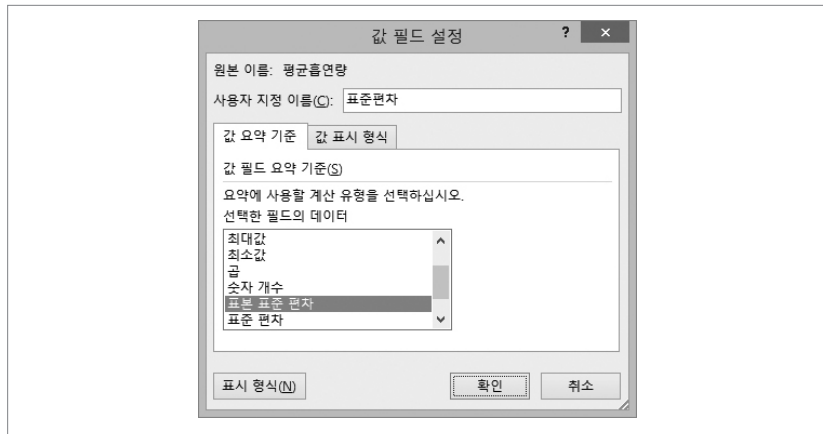 값 필드 설정
? ×
원본 이름: 평균흡연량
사용자 지정 이름(C): 표준편차
값 요약 기준 값 표시 형식
값 필드 요약 기준(S)
요약에 사용할 계산 유형을 선택하십시오.
선택한 필드의 데이터
최대값
최소값
곱
숫자 개수
표본 표준 편차
표준 편차
표시 형식(N) 확인 취소